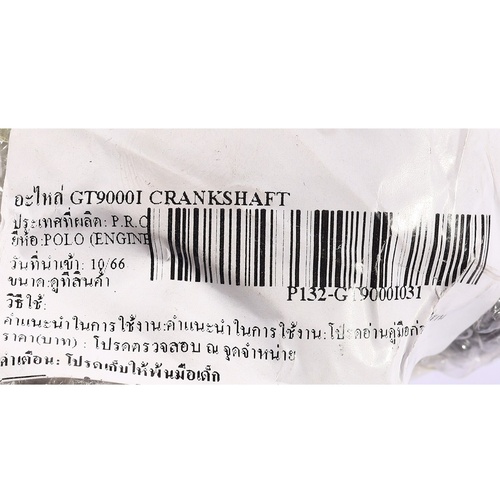 อะไหล่ GT9000I CRANKSHAFT
ประเทศที่ผลิต: P.R.C
ยี่ห้อ:POLO (ENGINE
วันที่นำเข้า: 10/66
P132-GT9000I031
ขนาด:ดูที่สินค้า
วิธีใช้:
คำแนะนำในการใช้งาน:คำแนะนำในการใช้งาน:โปรดอ่านคู่มือก่
ราคา(บาท) : โปรดตรวจสอบ ณ จุดจำหน่าย
คำเตือน: โปรดเก็บให้พ้นมือเด็ก